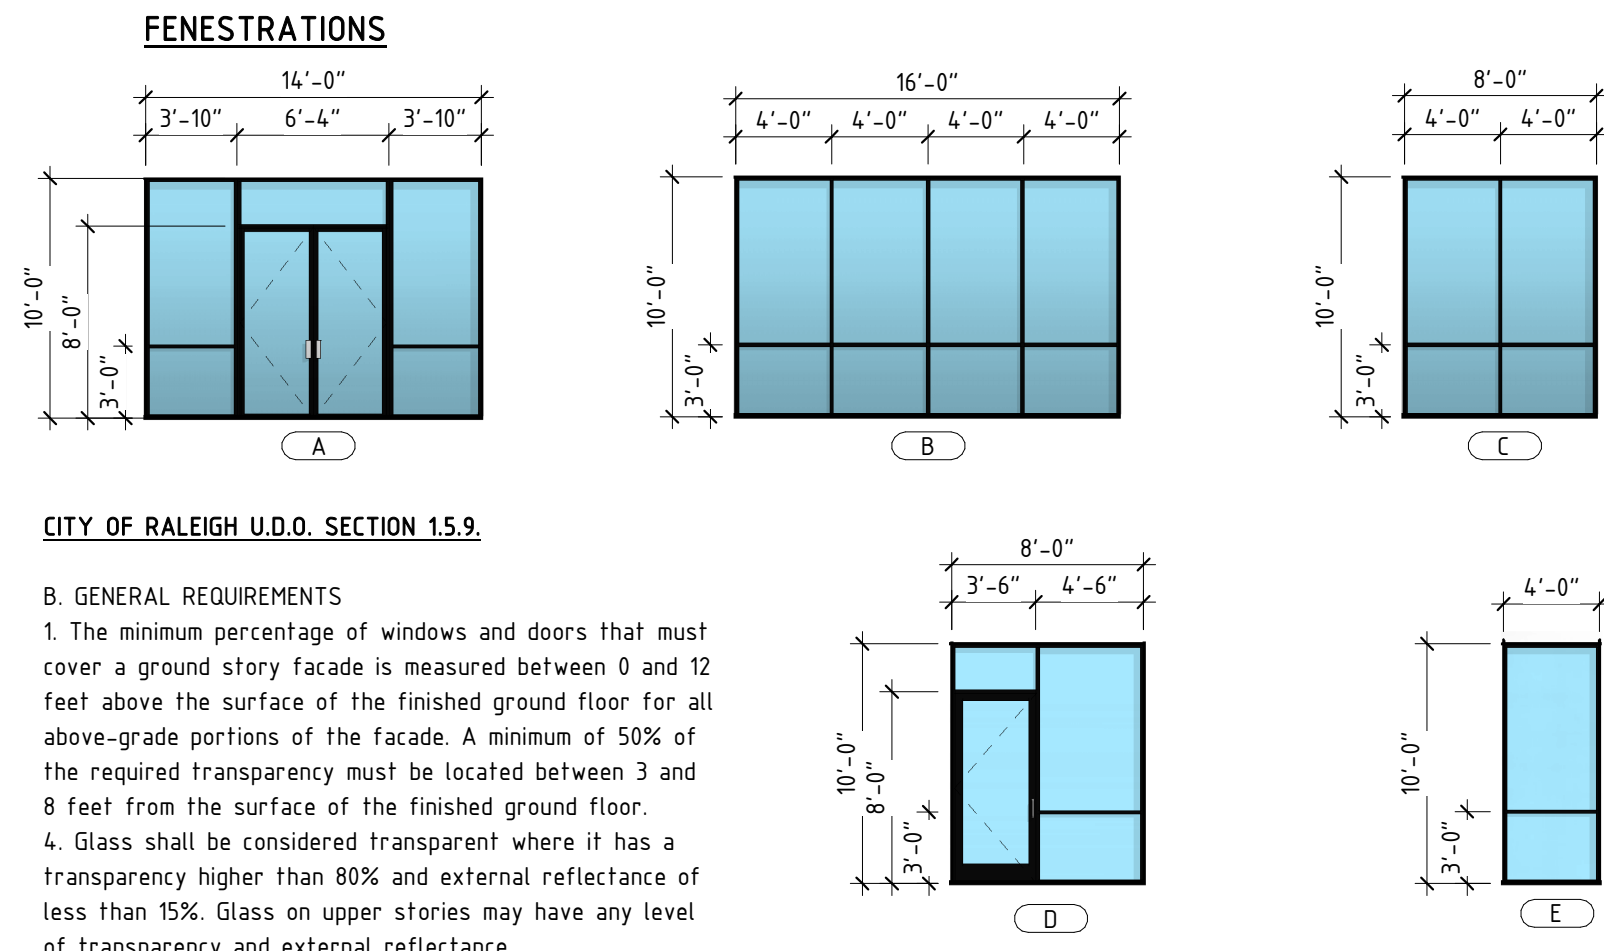 FENESTRATIONS
14'-0"
3'-10" 6'-4" 3'-10"
10'-0"
8'-0"
3'-0"
A
16'-0"
4'-0" 4'-0" 4'-0" 4'-0"
10'-0"
3'-0"
B
8'-0"
4'-0" 4'-0"
10'-0"
3'-0"
C
CITY OF RALEIGH U.D.O. SECTION 1.5.9.
B. GENERAL REQUIREMENTS
1. The minimum percentage of windows and doors that must
cover a ground story facade is measured between 0 and 12
feet above the surface of the finished ground floor for all
above-grade portions of the facade. A minimum of 50% of
the required transparency must be located between 3 and
8 feet from the surface of the finished ground floor.
4. Glass shall be considered transparent where it has a
transparency higher than 80% and external reflectance of
less than 15%. Glass on upper stories may have any level
of transparency and external reflectance.
8'-0"
3'-6" 4'-6"
10'-0"
8'-0"
3'-0"
D
4'-0"
10'-0"
3'-0"
E